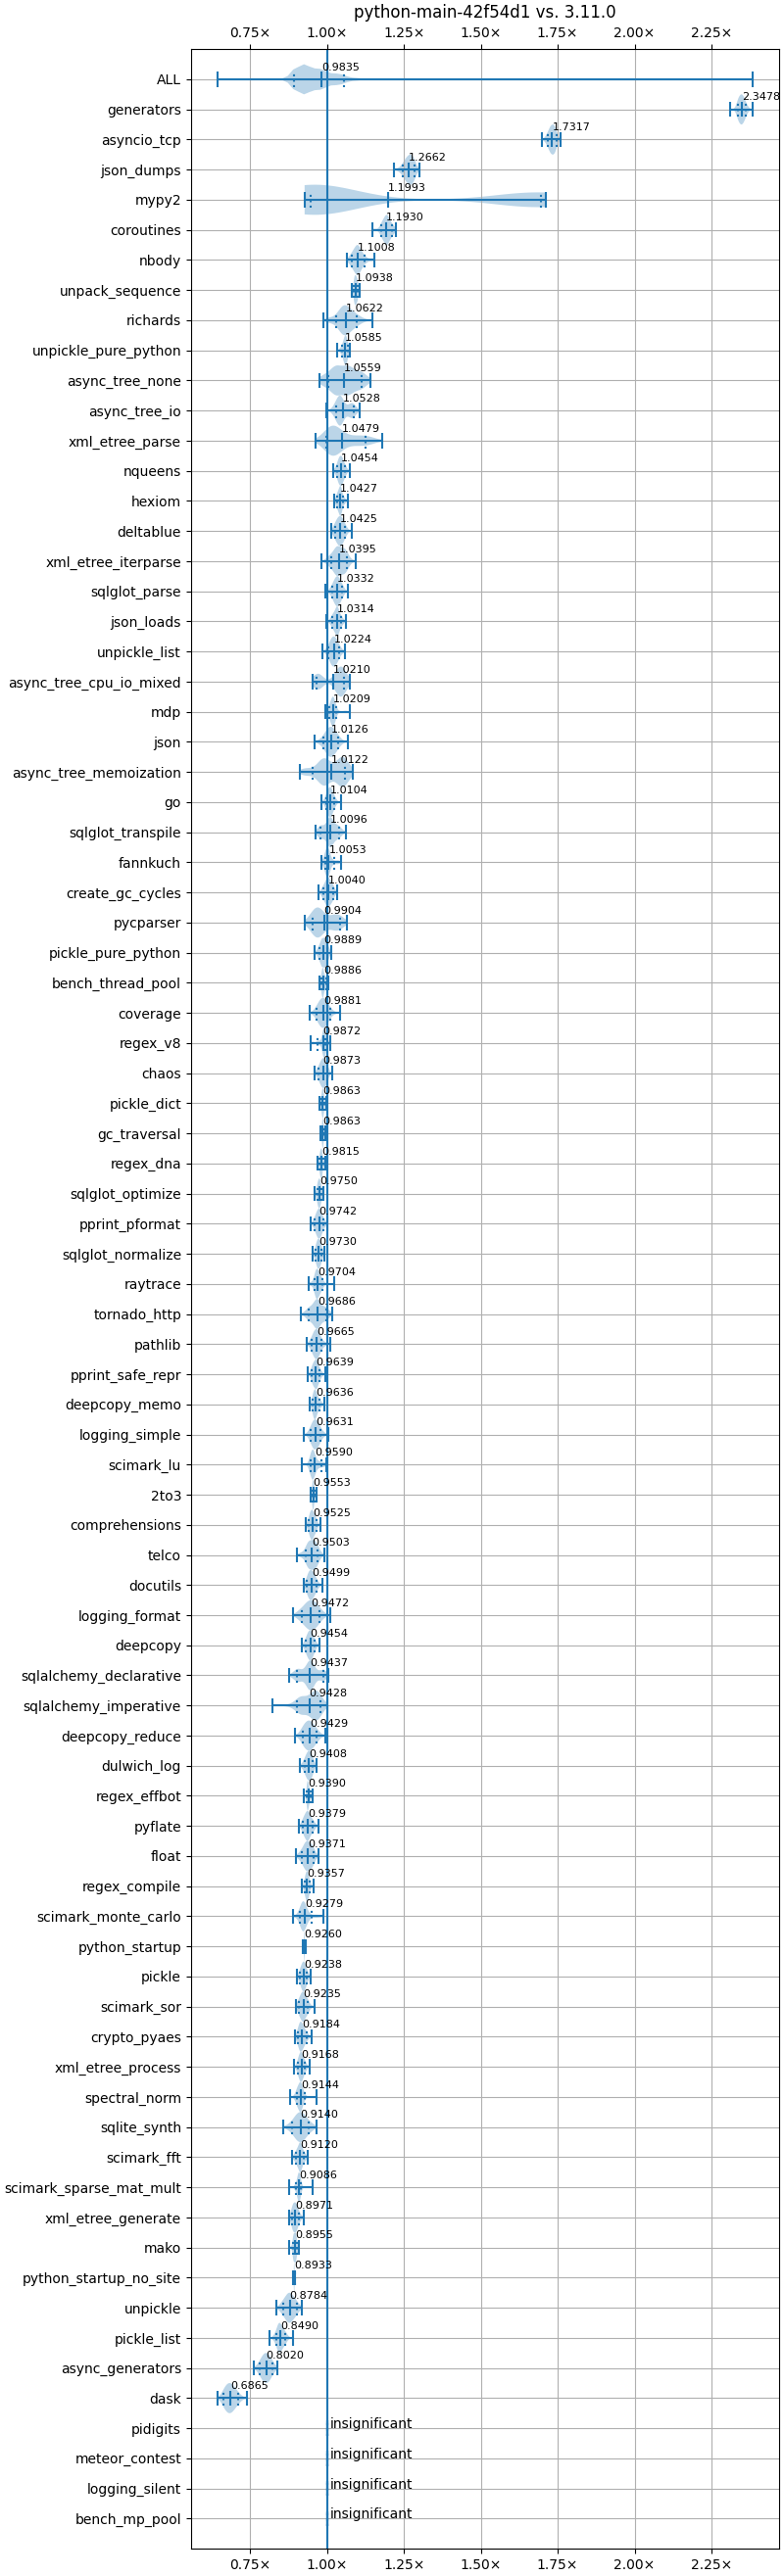 python-main-42f54d1 vs. 3.11.0
0.75× 1.00× 1.25× 1.50× 1.75× 2.00× 2.25×
ALL 0.9835
generators 2.3478
asyncio_tcp 1.7317
json_dumps 1.2662
mypy2 1.1993
coroutines 1.1930
nbody 1.1008
unpack_sequence 1.0938
richards 1.0622
unpickle_pure_python 1.0585
async_tree_none 1.0559
async_tree_io 1.0528
xml_etree_parse 1.0479
nqueens 1.0454
hexiom 1.0427
deltablue 1.0425
xml_etree_iterparse 1.0395
sqlglot_parse 1.0332
json_loads 1.0314
unpickle_list 1.0224
async_tree_cpu_io_mixed 1.0210
mdp 1.0209
json 1.0126
async_tree_memoization 1.0122
go 1.0104
sqlglot_transpile 1.0096
fannkuch 1.0053
create_gc_cycles 1.0040
pycparser 0.9904
pickle_pure_python 0.9889
bench_thread_pool 0.9886
coverage 0.9881
regex_v8 0.9872
chaos 0.9873
pickle_dict 0.9863
gc_traversal 0.9863
regex_dna 0.9815
sqlglot_optimize 0.9750
pprint_pformat 0.9742
sqlglot_normalize 0.9730
raytrace 0.9704
tornado_http 0.9686
pathlib 0.9665
pprint_safe_repr 0.9639
deepcopy_memo 0.9636
logging_simple 0.9631
scimark_lu 0.9590
2to3 0.9553
comprehensions 0.9525
telco 0.9503
docutils 0.9499
logging_format 0.9472
deepcopy 0.9454
sqlalchemy_declarative 0.9437
sqlalchemy_imperative 0.9428
deepcopy_reduce 0.9429
dulwich_log 0.9408
regex_effbot 0.9390
pyflate 0.9379
float 0.9371
regex_compile 0.9357
scimark_monte_carlo 0.9279
python_startup 0.9260
pickle 0.9238
scimark_sor 0.9235
crypto_pyaes 0.9184
xml_etree_process 0.9168
spectral_norm 0.9144
sqlite_synth 0.9140
scimark_fft 0.9120
scimark_sparse_mat_mult 0.9086
xml_etree_generate 0.8971
mako 0.8955
python_startup_no_site 0.8933
unpickle 0.8784
pickle_list 0.8490
async_generators 0.8020
dask 0.6865
pidigits insignificant
meteor_contest insignificant
logging_silent insignificant
bench_mp_pool insignificant
0.75× 1.00× 1.25× 1.50× 1.75× 2.00× 2.25×